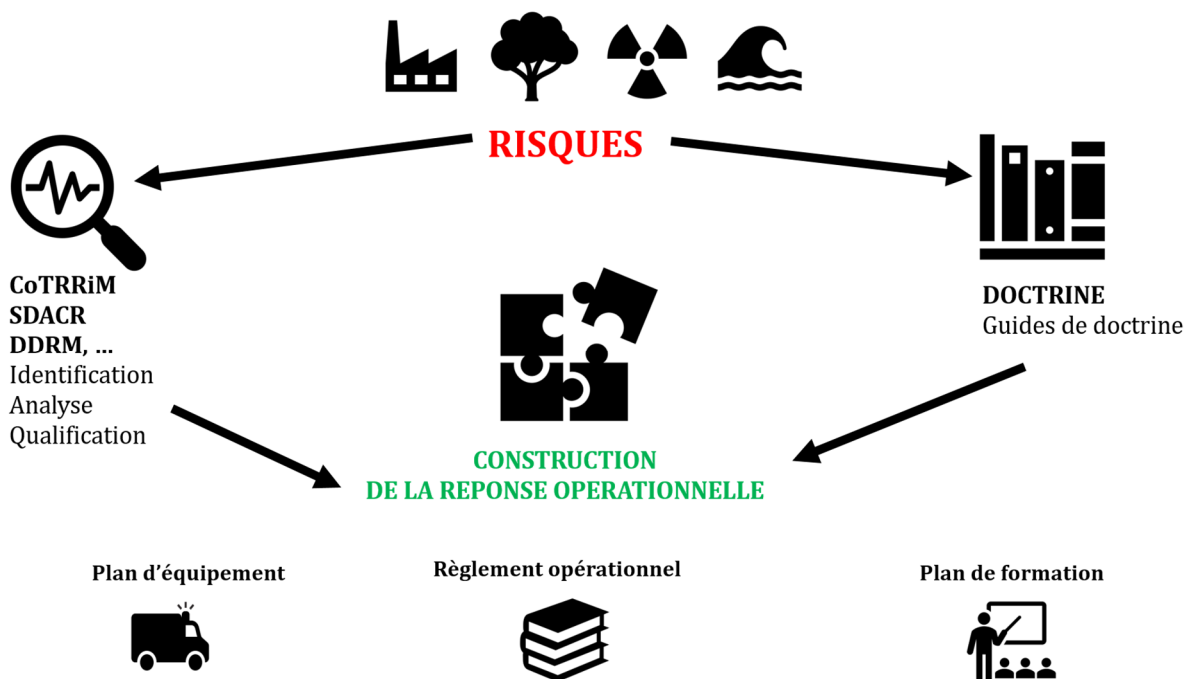 RISQUES
CoTRRiM
SDACR
DDRM, ...
Identification
Analyse
Qualification
DOCTRINE
Guides de doctrine
CONSTRUCTION
DE LA REPONSE OPERATIONNELLE
Plan d’équipement
Règlement opérationnel
Plan de formation